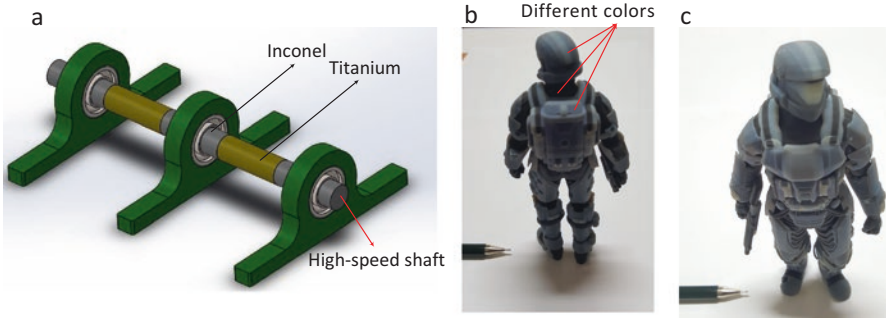 a
Inconel
Titanium
High-speed shaft
b
Different colors
c